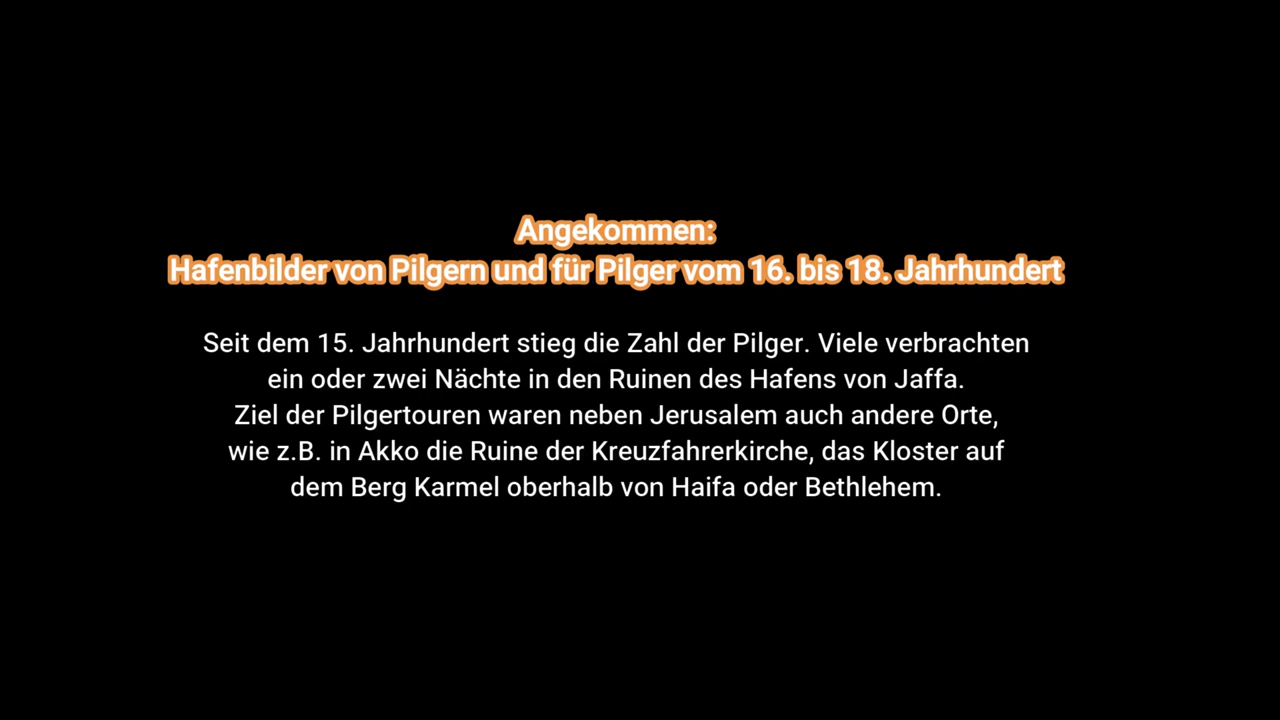 Angekommen:
Hafenbilder von Pilgern und für Pilger vom 16. bis 18. Jahrhundert
Seit dem 15. Jahrhundert stieg die Zahl der Pilger. Viele verbrachten
ein oder zwei Nächte in den Ruinen des Hafens von Jaffa.
Ziel der Pilgertouren waren neben Jerusalem auch andere Orte,
wie z.B. in Akko die Ruine der Kreuzfahrerkirche, das Kloster auf
dem Berg Karmel oberhalb von Haifa oder Bethlehem.